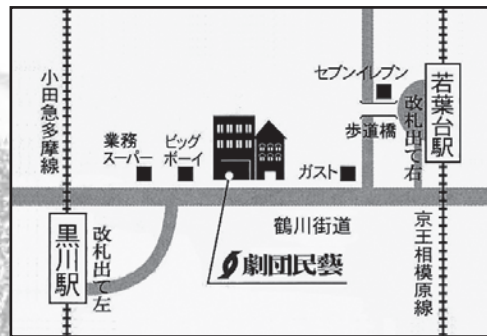 小田急多摩線
業務
スーパー
ビッグ
ボーイ
セブンイレブン
歩道橋
ガスト
若葉台駅
改札出て右
京王相模原線
鶴川街道
黒川駅
改札出て左
劇団民藝